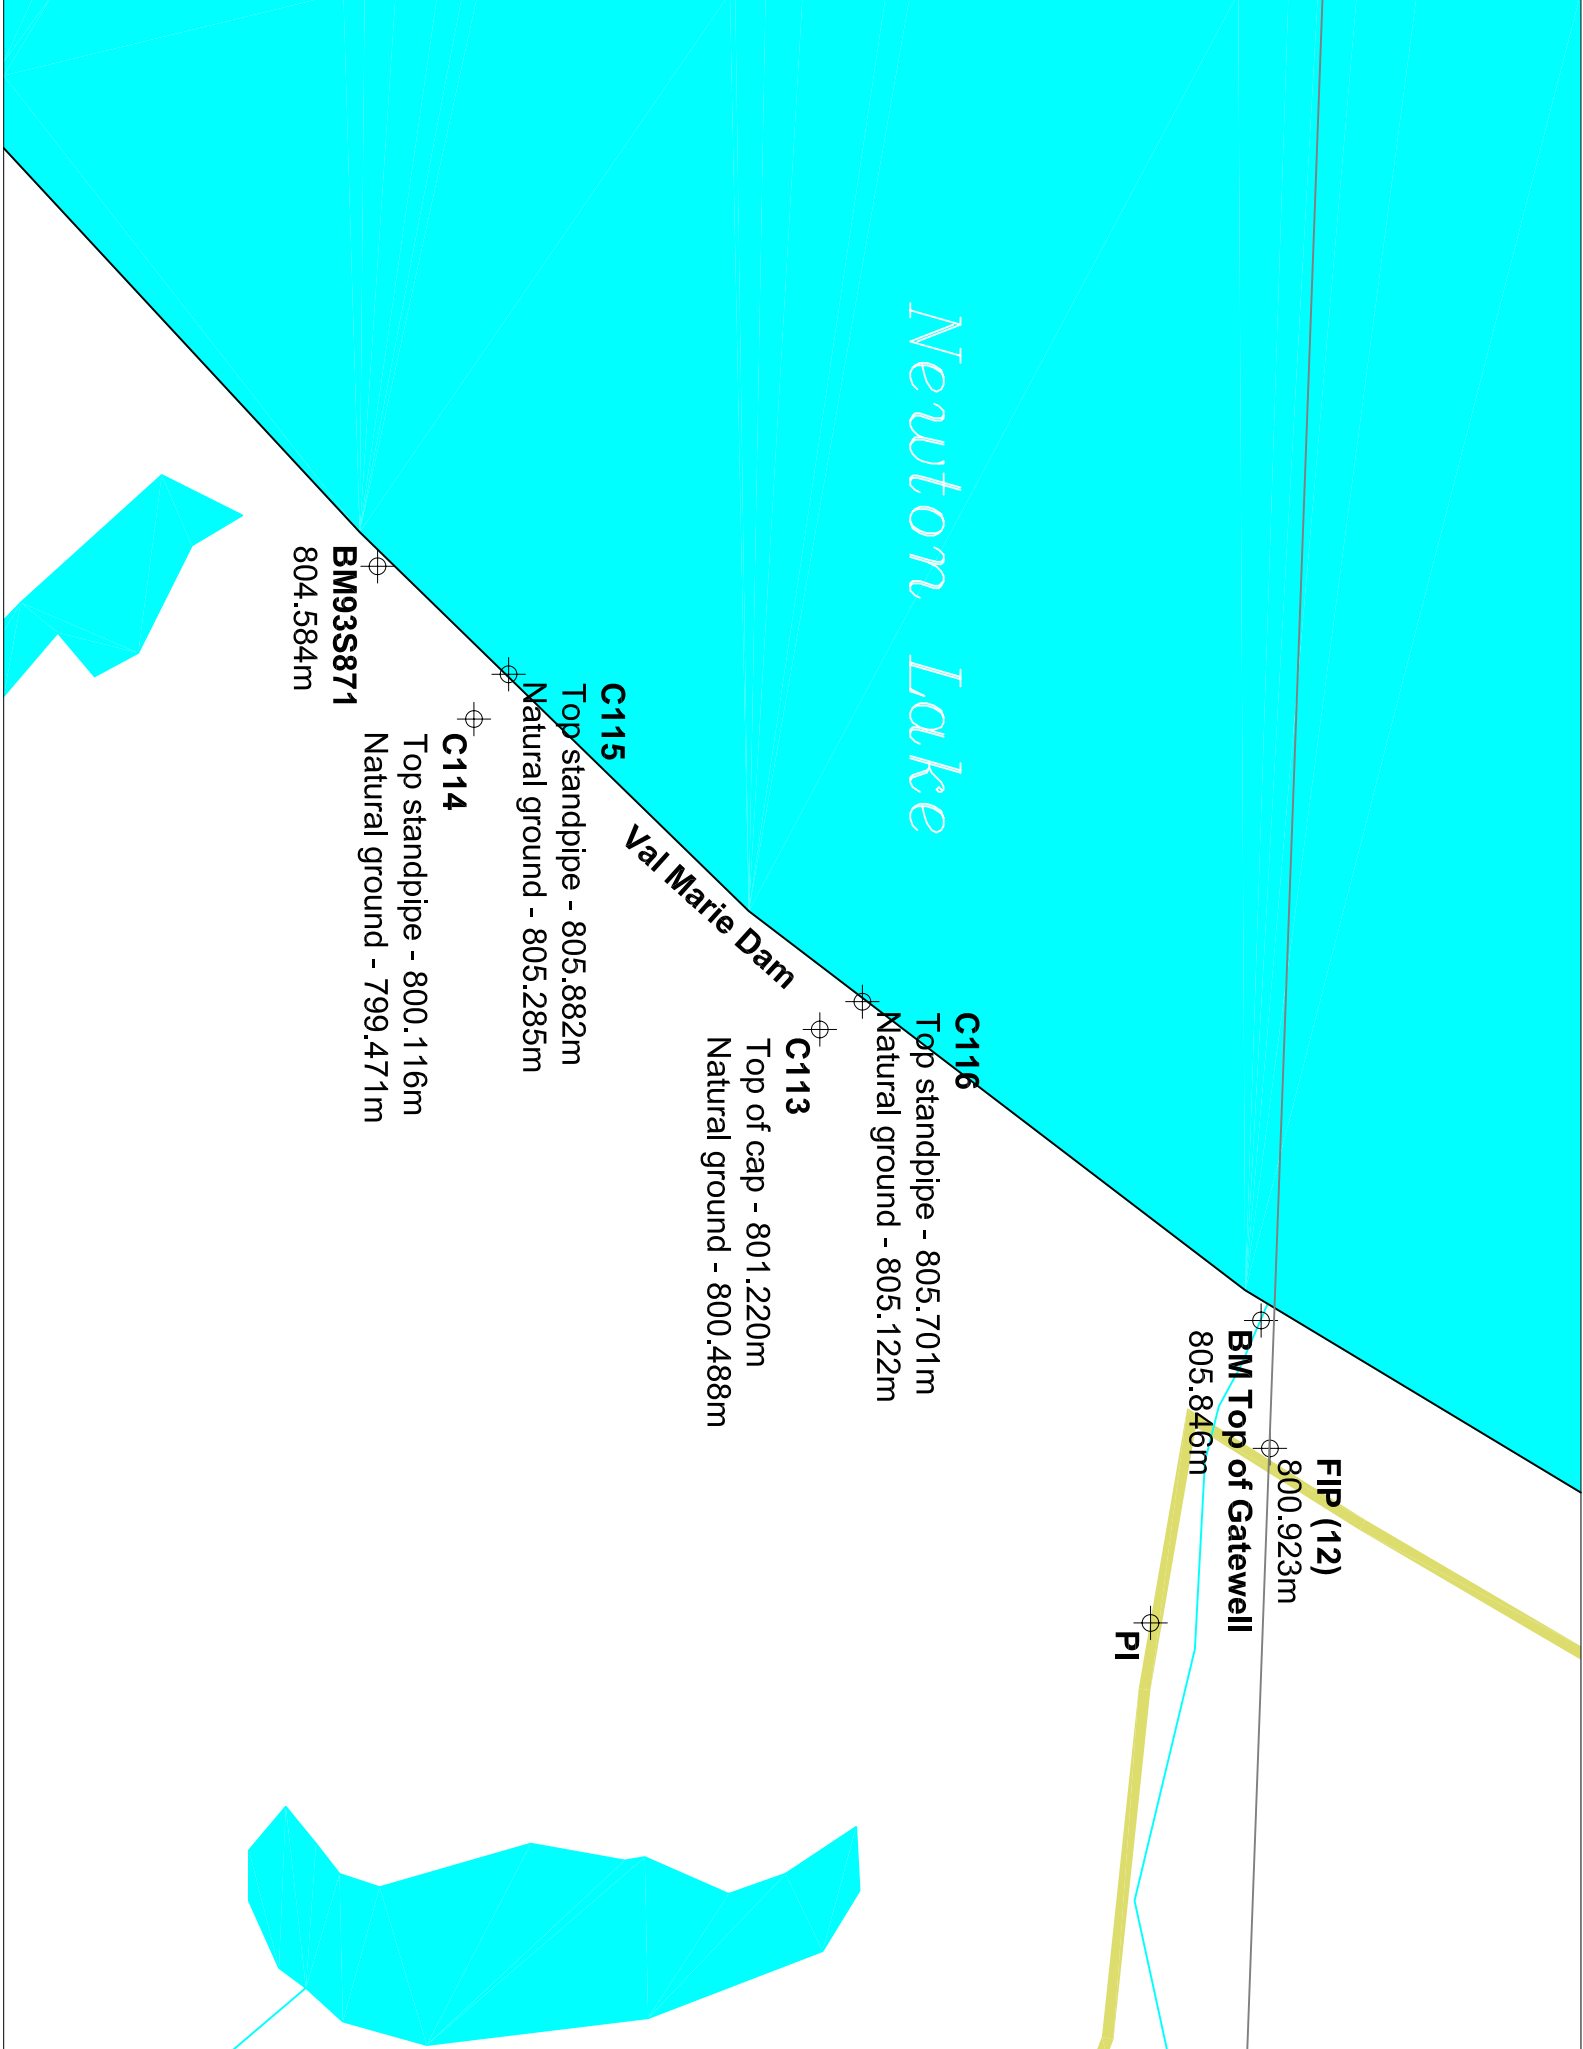 Newton Lake
FIP (12)
800.923m
BM Top of Gatewell
805.846m
PI
C116
Top standpipe - 805.701m
Natural ground - 805.122m
C113
Top of cap - 801.220m
Natural ground - 800.488m
Val Marie Dam
C115
Top standpipe - 805.882m
Natural ground - 805.285m
C114
Top standpipe - 800.116m
Natural ground - 799.471m
BM93S871
804.584m